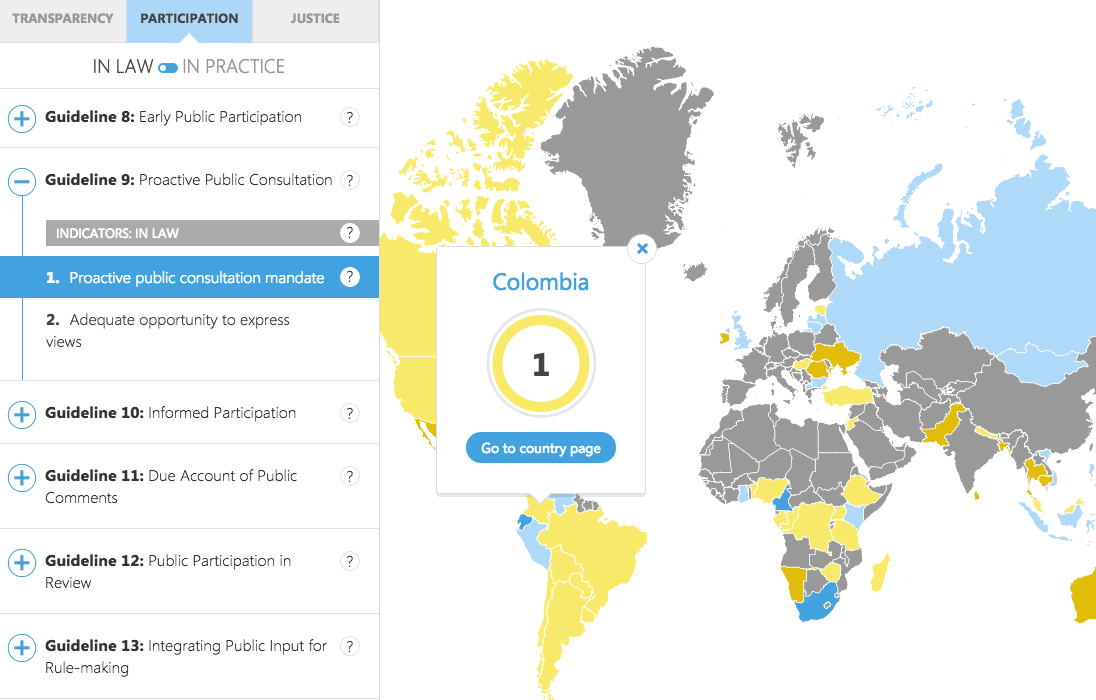 TRANSPARENCY PARTICIPATION JUSTICE
IN LAW IN PRACTICE
Guideline 8: Early Public Participation ?
Guideline 9: Proactive Public Consultation ?
INDICATORS: IN LAW ?
1. Proactive public consultation mandate ?
2. Adequate opportunity to express
views
Guideline 10: Informed Participation ?
Guideline 11: Due Account of Public ?
Comments
Guideline 12: Public Participation in ?
Review
Guideline 13: Integrating Public Input for ?
Rule-making
Colombia
1
Go to country page